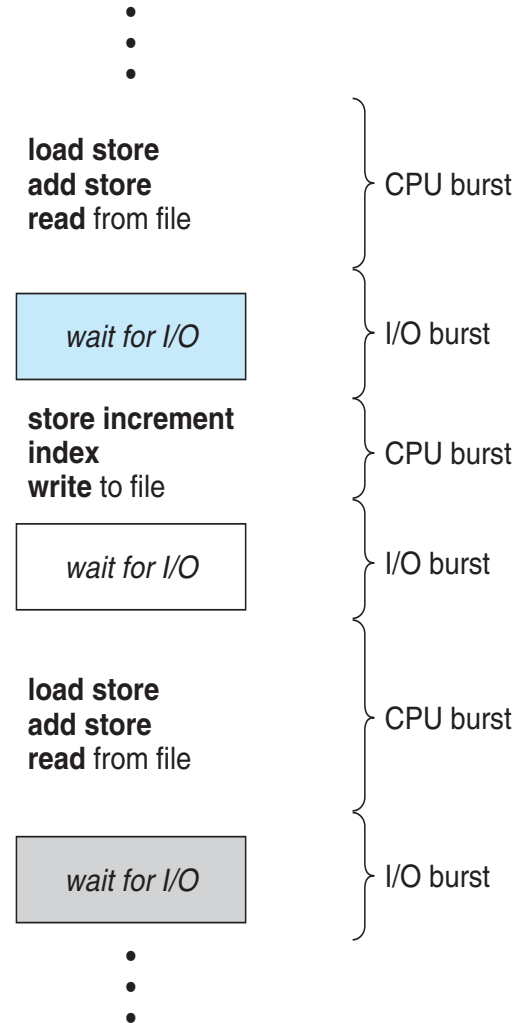 load store
add store
read from file
CPU burst
wait for I/O
I/O burst
store increment
index
write to file
CPU burst
wait for I/O
I/O burst
load store
add store
read from file
CPU burst
wait for I/O
I/O burst